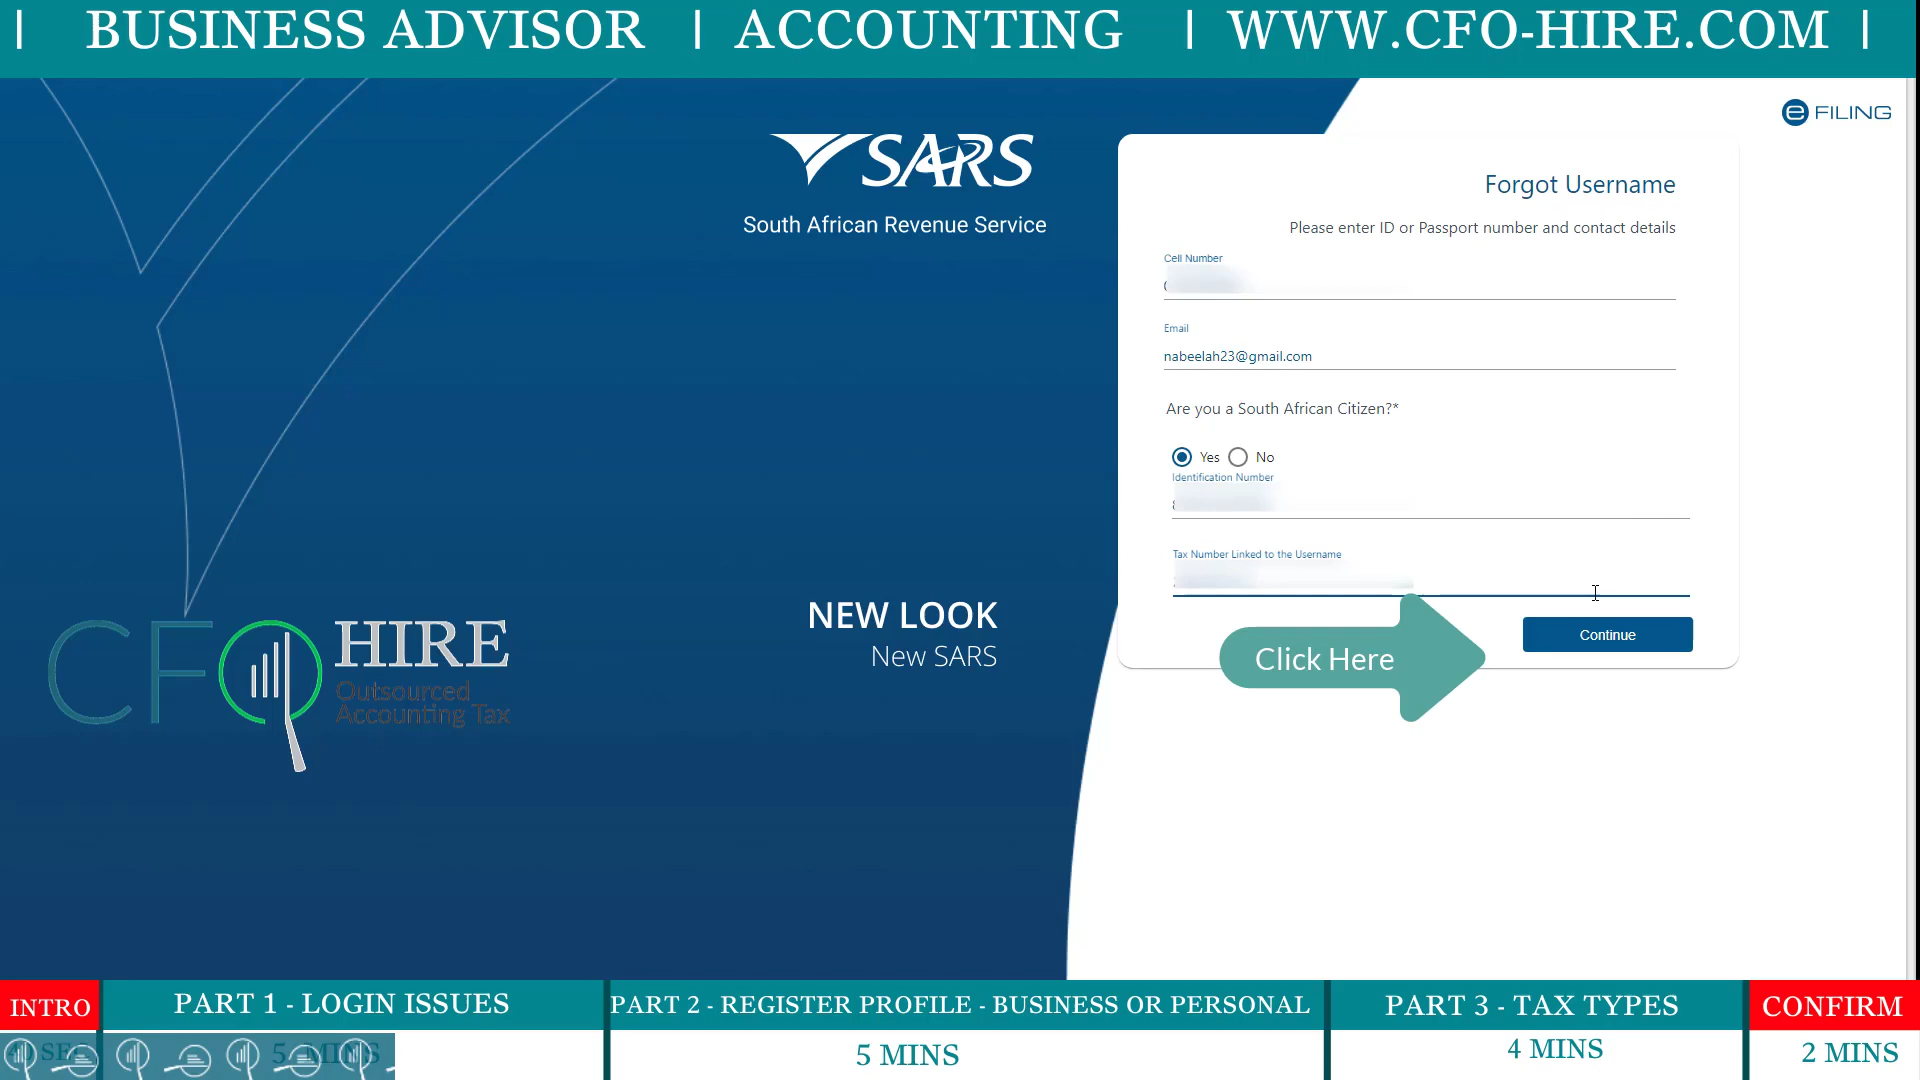 | BUSINESS ADVISOR | ACCOUNTING | WWW.CFO-HIRE.COM |
e FILING
SARS
South African Revenue Service
Forgot Username
Please enter ID or Passport number and contact details
Cell Number
Email
nabeelah23@gmail.com
Are you a South African Citizen?*
Yes No
Identification Number
Tax Number Linked to the Username
Click Here
Continue
NEW LOOK
New SARS
CFO HIRE
Outsourced
Accounting Tax
INTRO
PART 1 - LOGIN ISSUES
PART 2 - REGISTER PROFILE - BUSINESS OR PERSONAL
PART 3 - TAX TYPES
CONFIRM
5 MINS
5 MINS
4 MINS
2 MINS